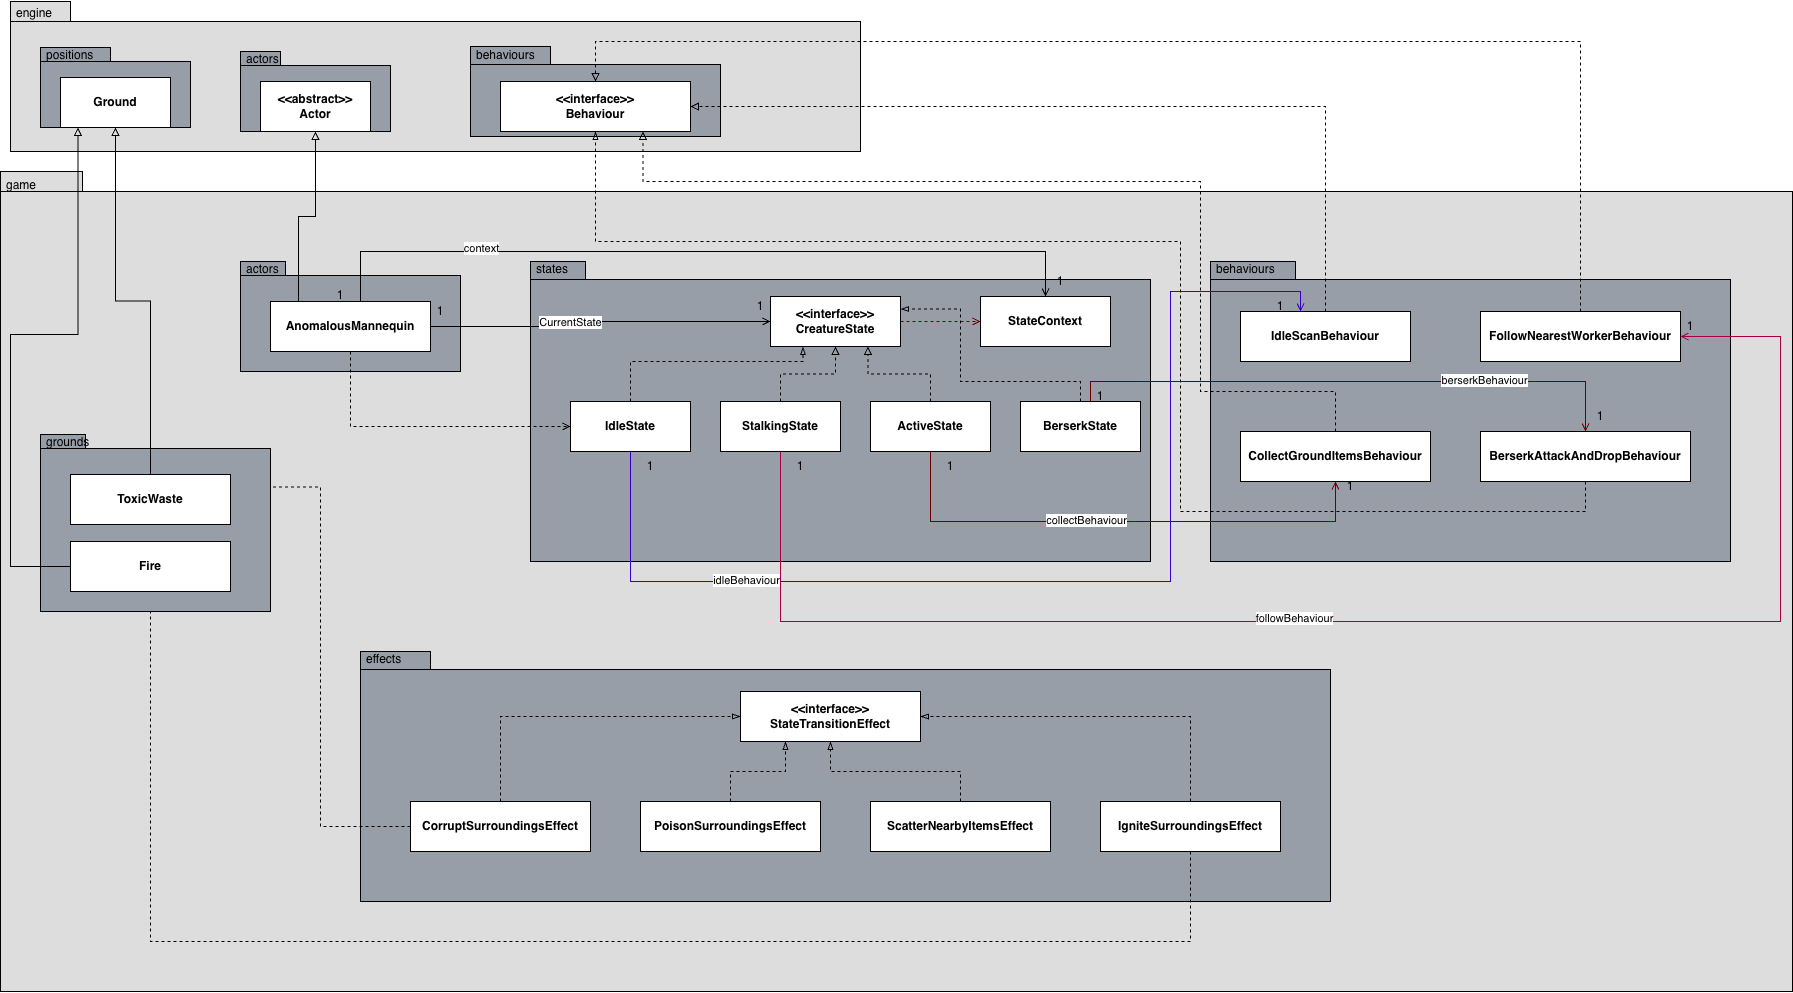 engine
positions
Ground
actors
<<abstract>>
Actor
behaviours
<<interface>>
Behaviour
game
context
actors
1
1
AnomalousMannequin
states
CurrentState
1
<<interface>>
CreatureState
1
StateContext
behaviours
1
IdleScanBehaviour
FollowNearestWorkerBehaviour
1
berserkBehaviour
IdleState
StalkingState
ActiveState
1
BerserkState
1
CollectGroundItemsBehaviour
BerserkAttackAndDropBehaviour
1
1
1
1
grounds
ToxicWaste
Fire
collectBehaviour
idleBehaviour
followBehaviour
effects
<<interface>>
StateTransitionEffect
CorruptSurroundingsEffect
PoisonSurroundingsEffect
ScatterNearbyItemsEffect
IgniteSurroundingsEffect